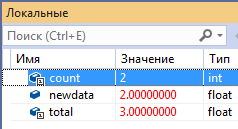 Локальные
Поиск (Ctrl+E)
Имя Значение Тип
count 2 int
newdata 2.00000000 float
total 3.00000000 float